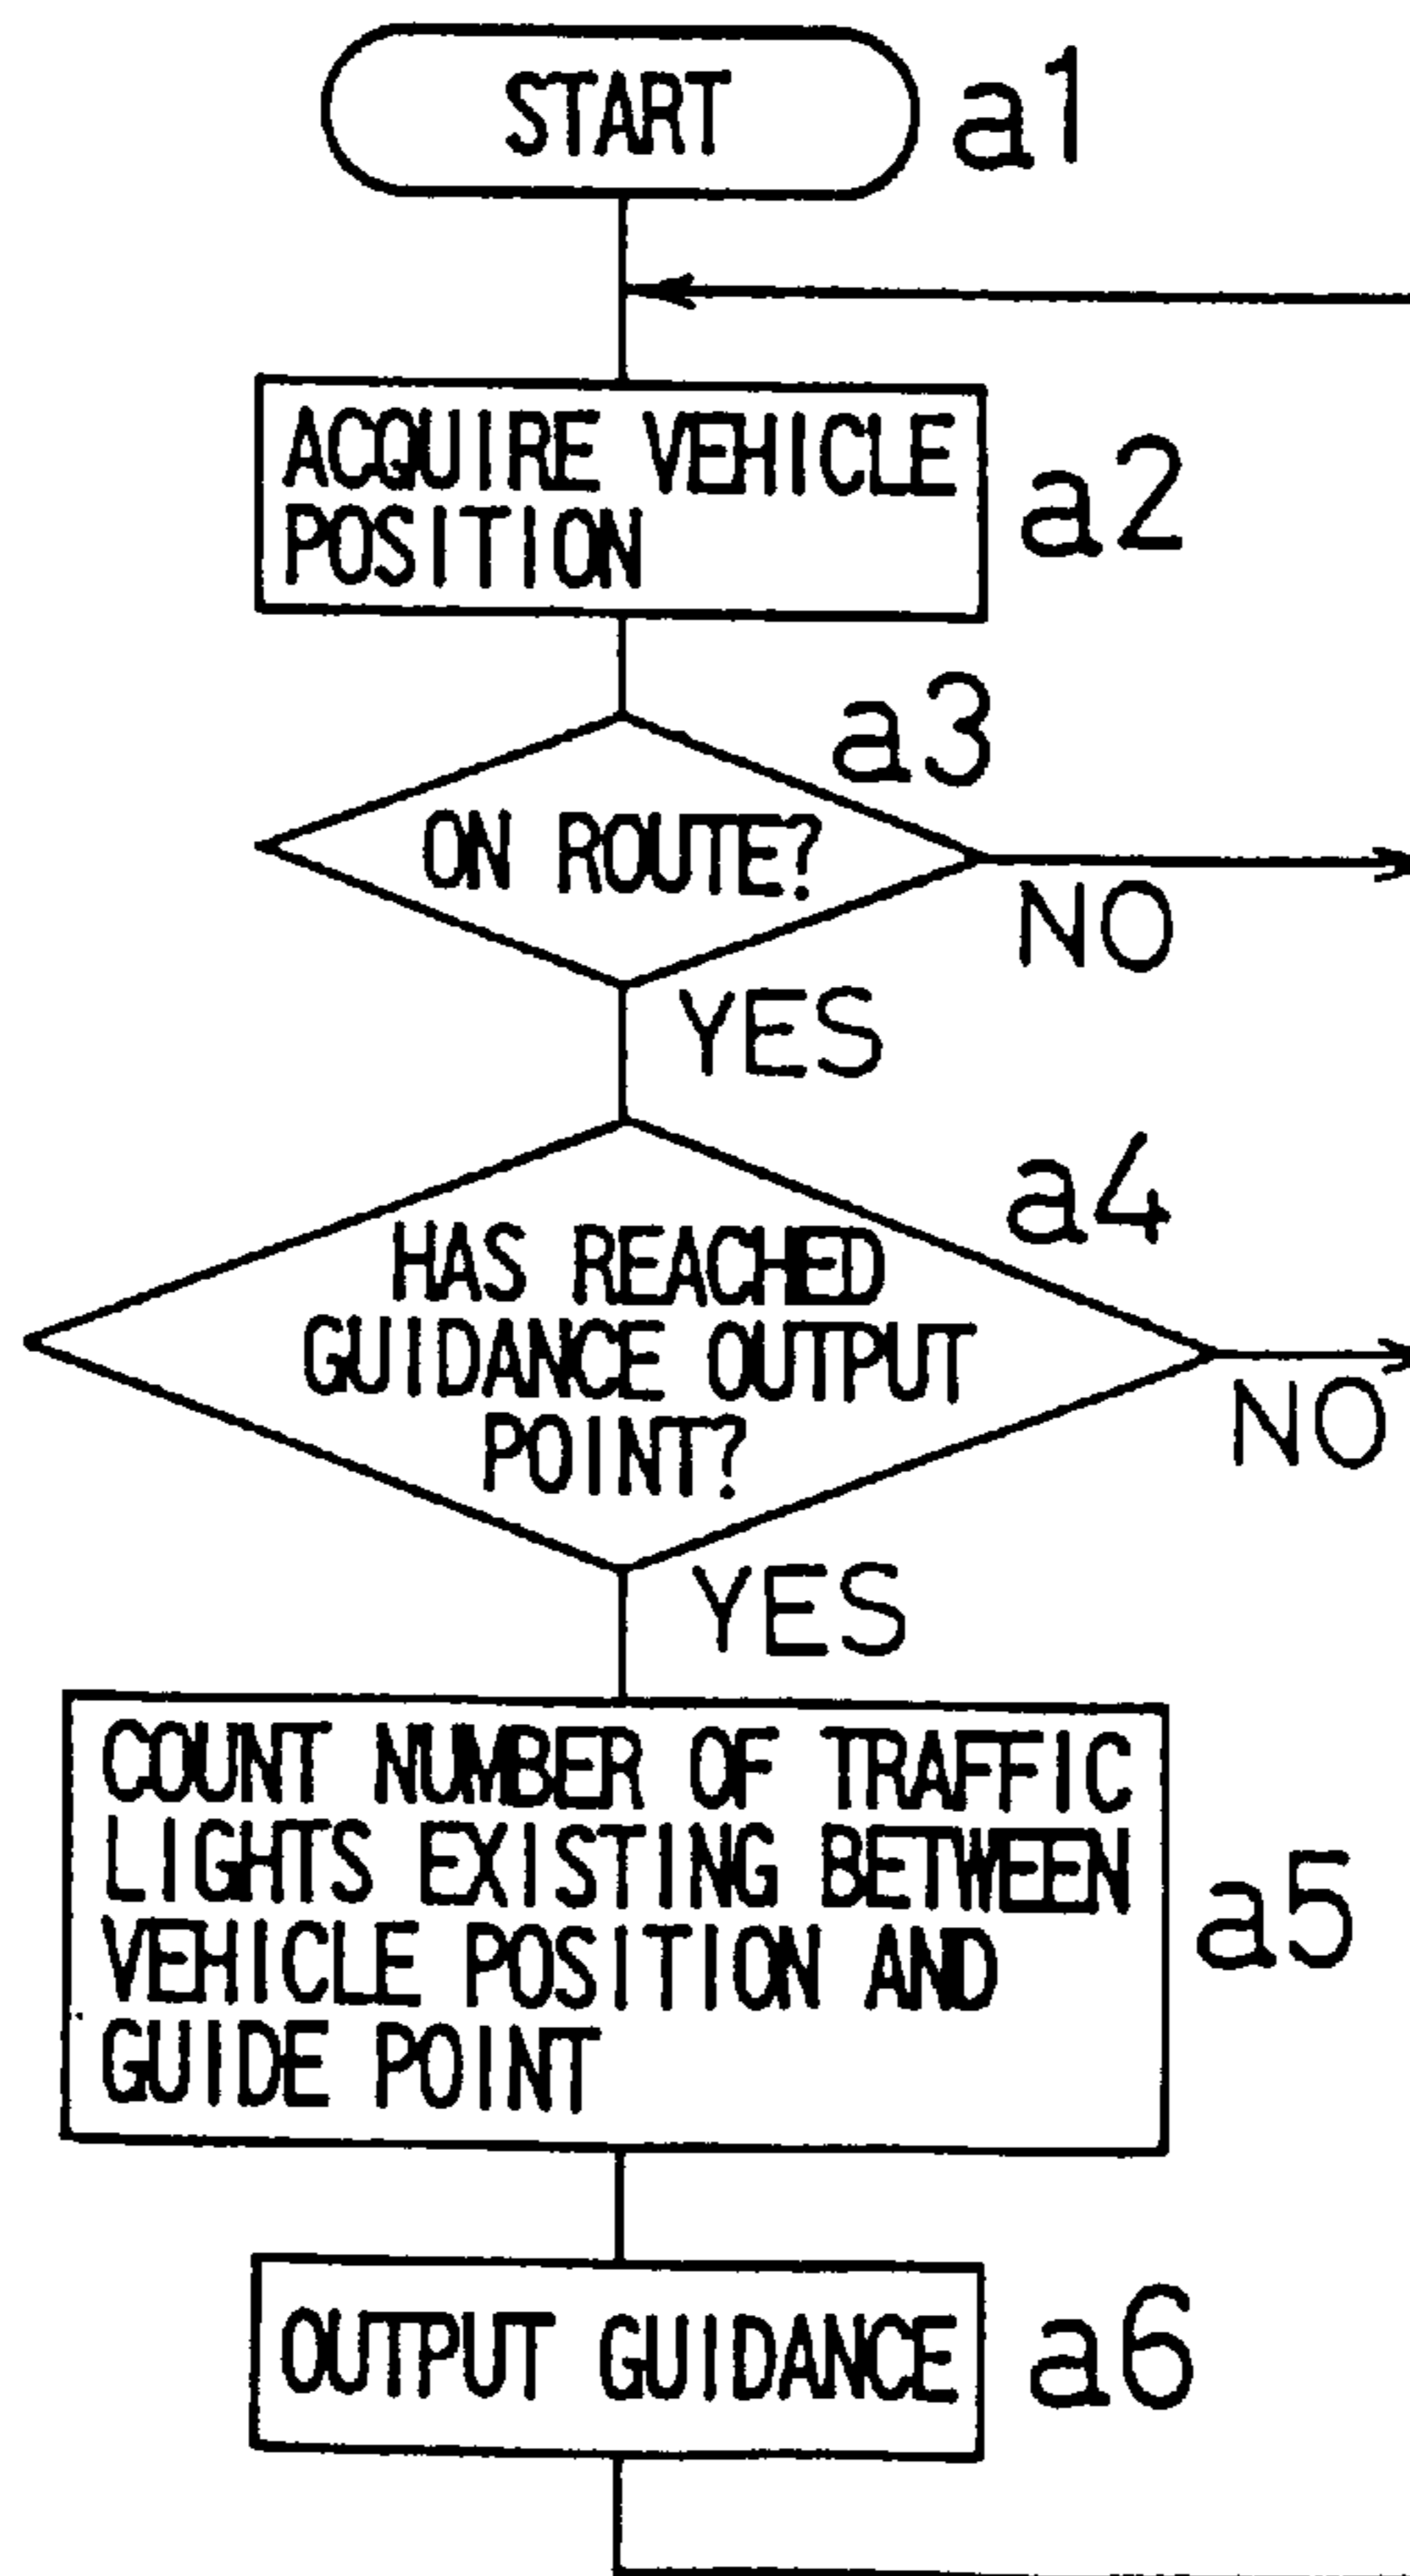 START
a1
ACQUIRE VEHICLE
POSITION
a2
a3
ON ROUTE?
NO
YES
a4
HAS REACHED
GUIDANCE OUTPUT
POINT?
NO
YES
COUNT NUMBER OF TRAFFIC
LIGHTS EXISTING BETWEEN
VEHICLE POSITION AND
GUIDE POINT
a5
OUTPUT GUIDANCE
a6